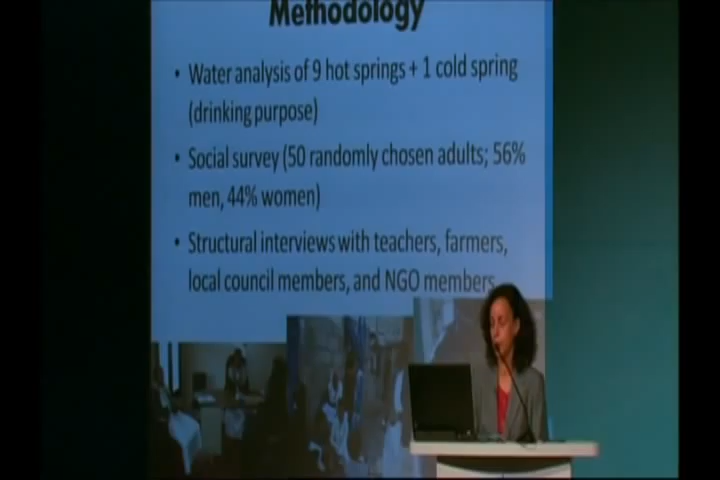 Methodology
• Water analysis of 9 hot springs + 1 cold spring
(drinking purpose)
• Social survey (50 randomly chosen adults; 56%
men, 44% women)
• Structural interviews with teachers, farmers,
local council members, and NGO members